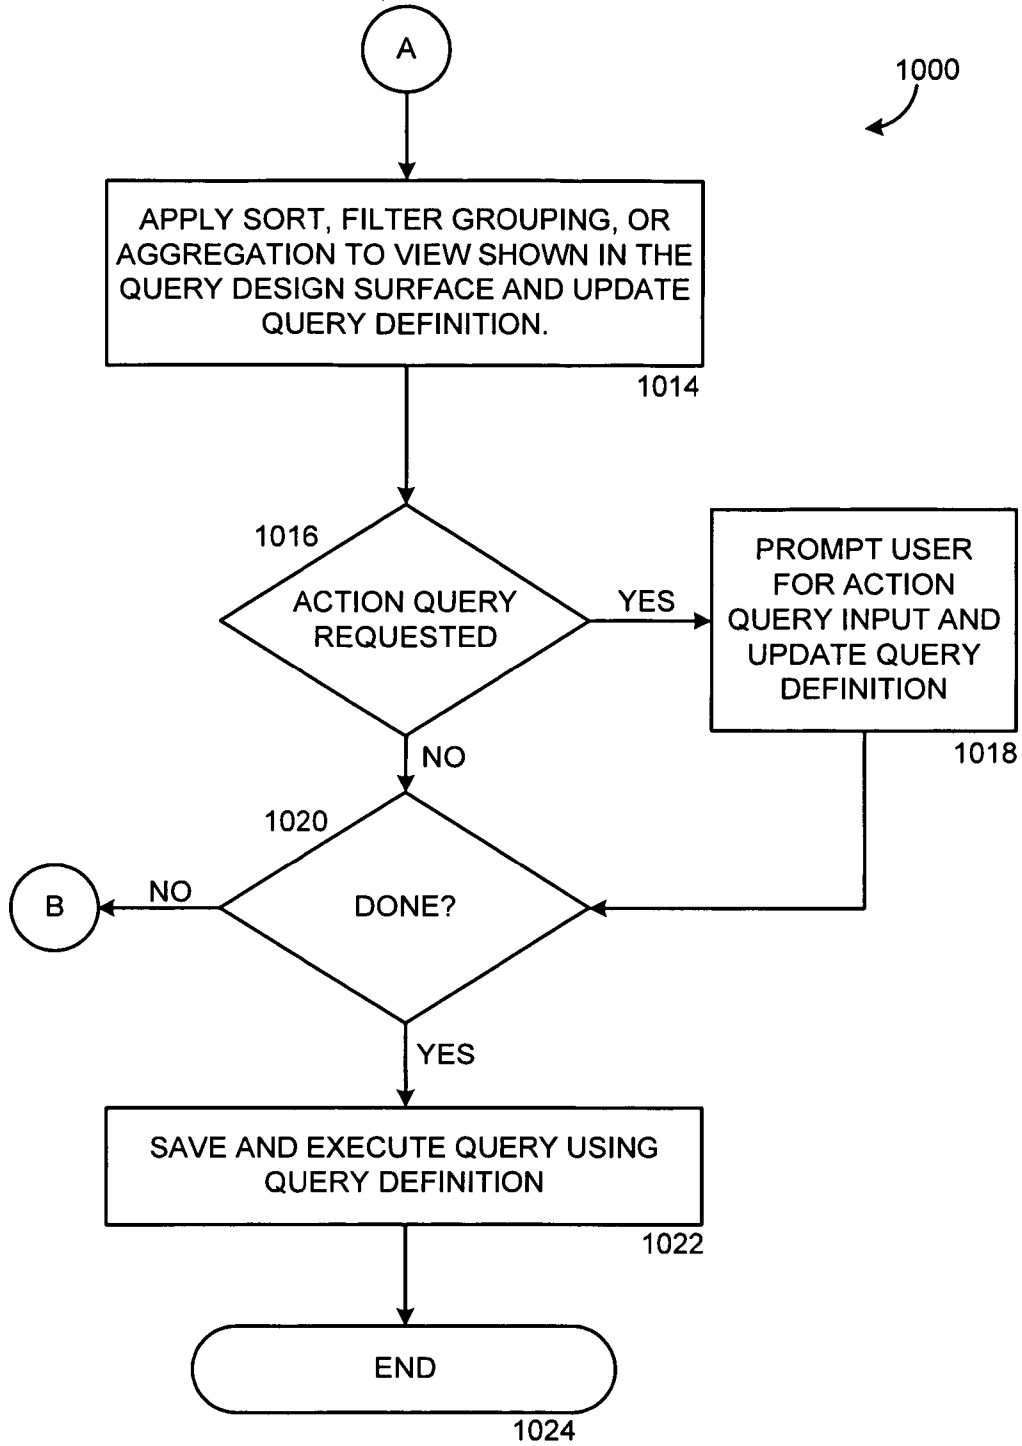 A
1000
APPLY SORT, FILTER GROUPING, OR
AGGREGATION TO VIEW SHOWN IN THE
QUERY DESIGN SURFACE AND UPDATE
QUERY DEFINITION.
1014
1016
ACTION QUERY
REQUESTED
YES
PROMPT USER
FOR ACTION
QUERY INPUT AND
UPDATE QUERY
DEFINITION
1018
NO
1020
DONE?
NO
B
YES
SAVE AND EXECUTE QUERY USING
QUERY DEFINITION
1022
END
1024